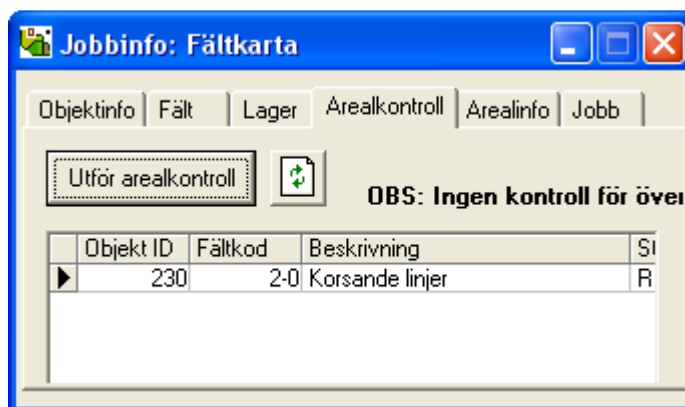 Jobbinfo: Fältkarta
Objektinfo Fält Lager Arealkontroll Arealinfo Jobb
Utför arealkontroll
OBS: Ingen kontroll för
Objekt ID Fältkod Beskrivning
230 2-0 Korsande linjer R